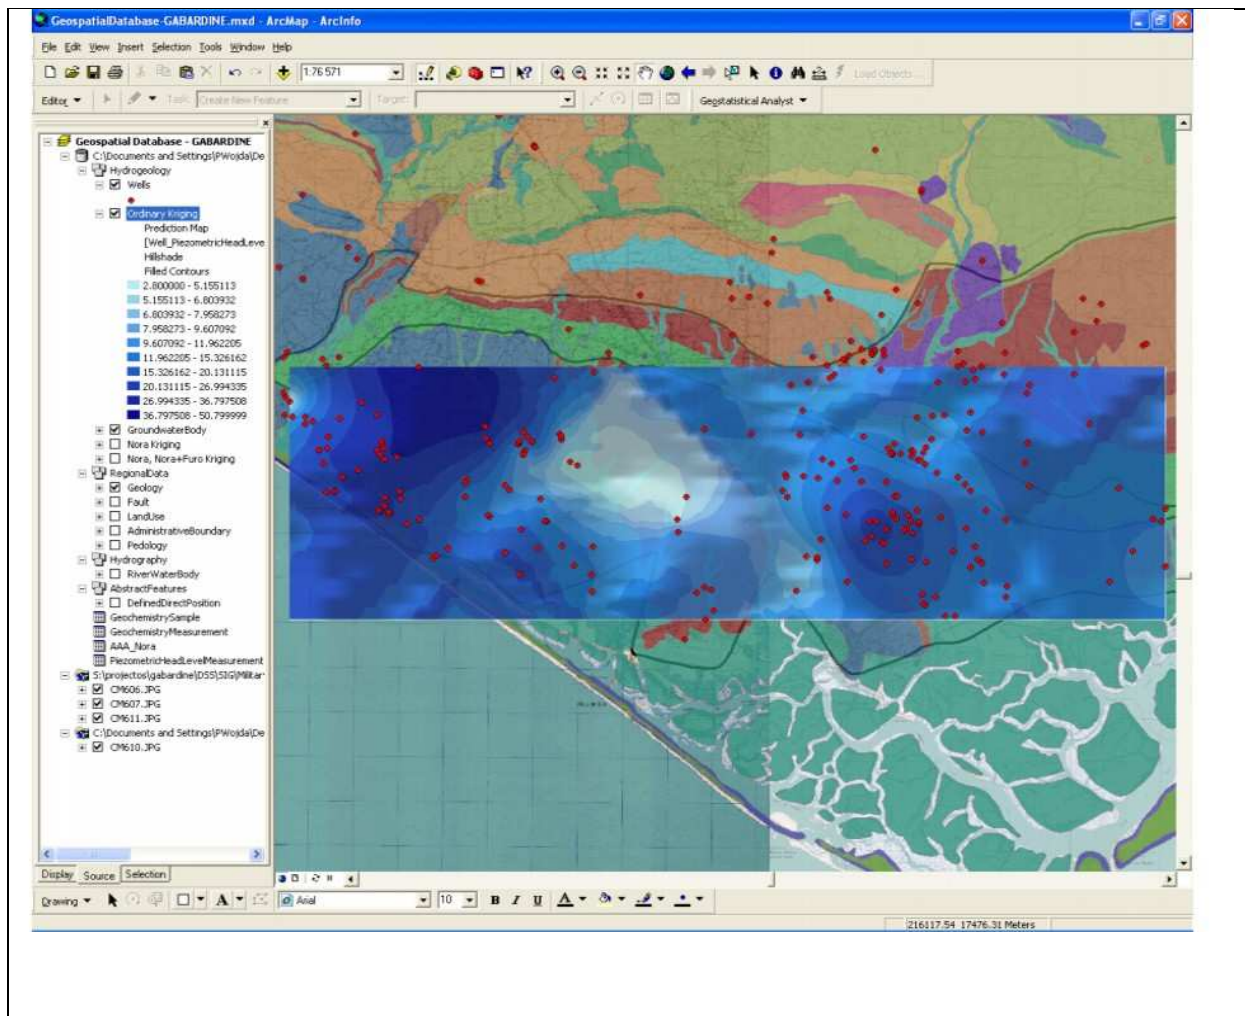 GeospatialDatabase-GABARDINE.mxd - ArcMap - ArcInfo
File Edit View Insert Selection Tools Window Help
1:76 571 Load Objects...
Editor Task: Create New Feature Target: Geostatistical Analyst
Geospatial Database - GABARDINE
C:\Documents and Settings\PWojda\De
Hydrogeology
Wells
Ordinary Kriging
Prediction Map
[Well_PiezometricHeadLeve
Hillshade
Filled Contours
2.800000 - 5.155113
5.155113 - 6.803932
6.803932 - 7.958273
7.958273 - 9.607092
9.607092 - 11.962205
11.962205 - 15.326162
15.326162 - 20.131115
20.131115 - 26.994335
26.994335 - 36.797508
36.797508 - 50.799999
GroundwaterBody
Nora Kriging
Nora, Nora+Furo Kriging
RegionalData
Geology
Fault
LandUse
AdministrativeBoundary
Pedology
Hydrography
RiverWaterBody
AbstractFeatures
DefinedDirectPosition
GeochemistrySample
GeochemistryMeasurement
AAA_Nora
PiezometricHeadLevelMeasurement
S:\projectos\gabardine\DSS\SIG\Militar
CM606.JPG
CM607.JPG
CM611.JPG
C:\Documents and Settings\PWojda\De
CM610.JPG
Display Source Selection
Drawing A Arial 10 B I U A
216117.54 17476.31 Meters